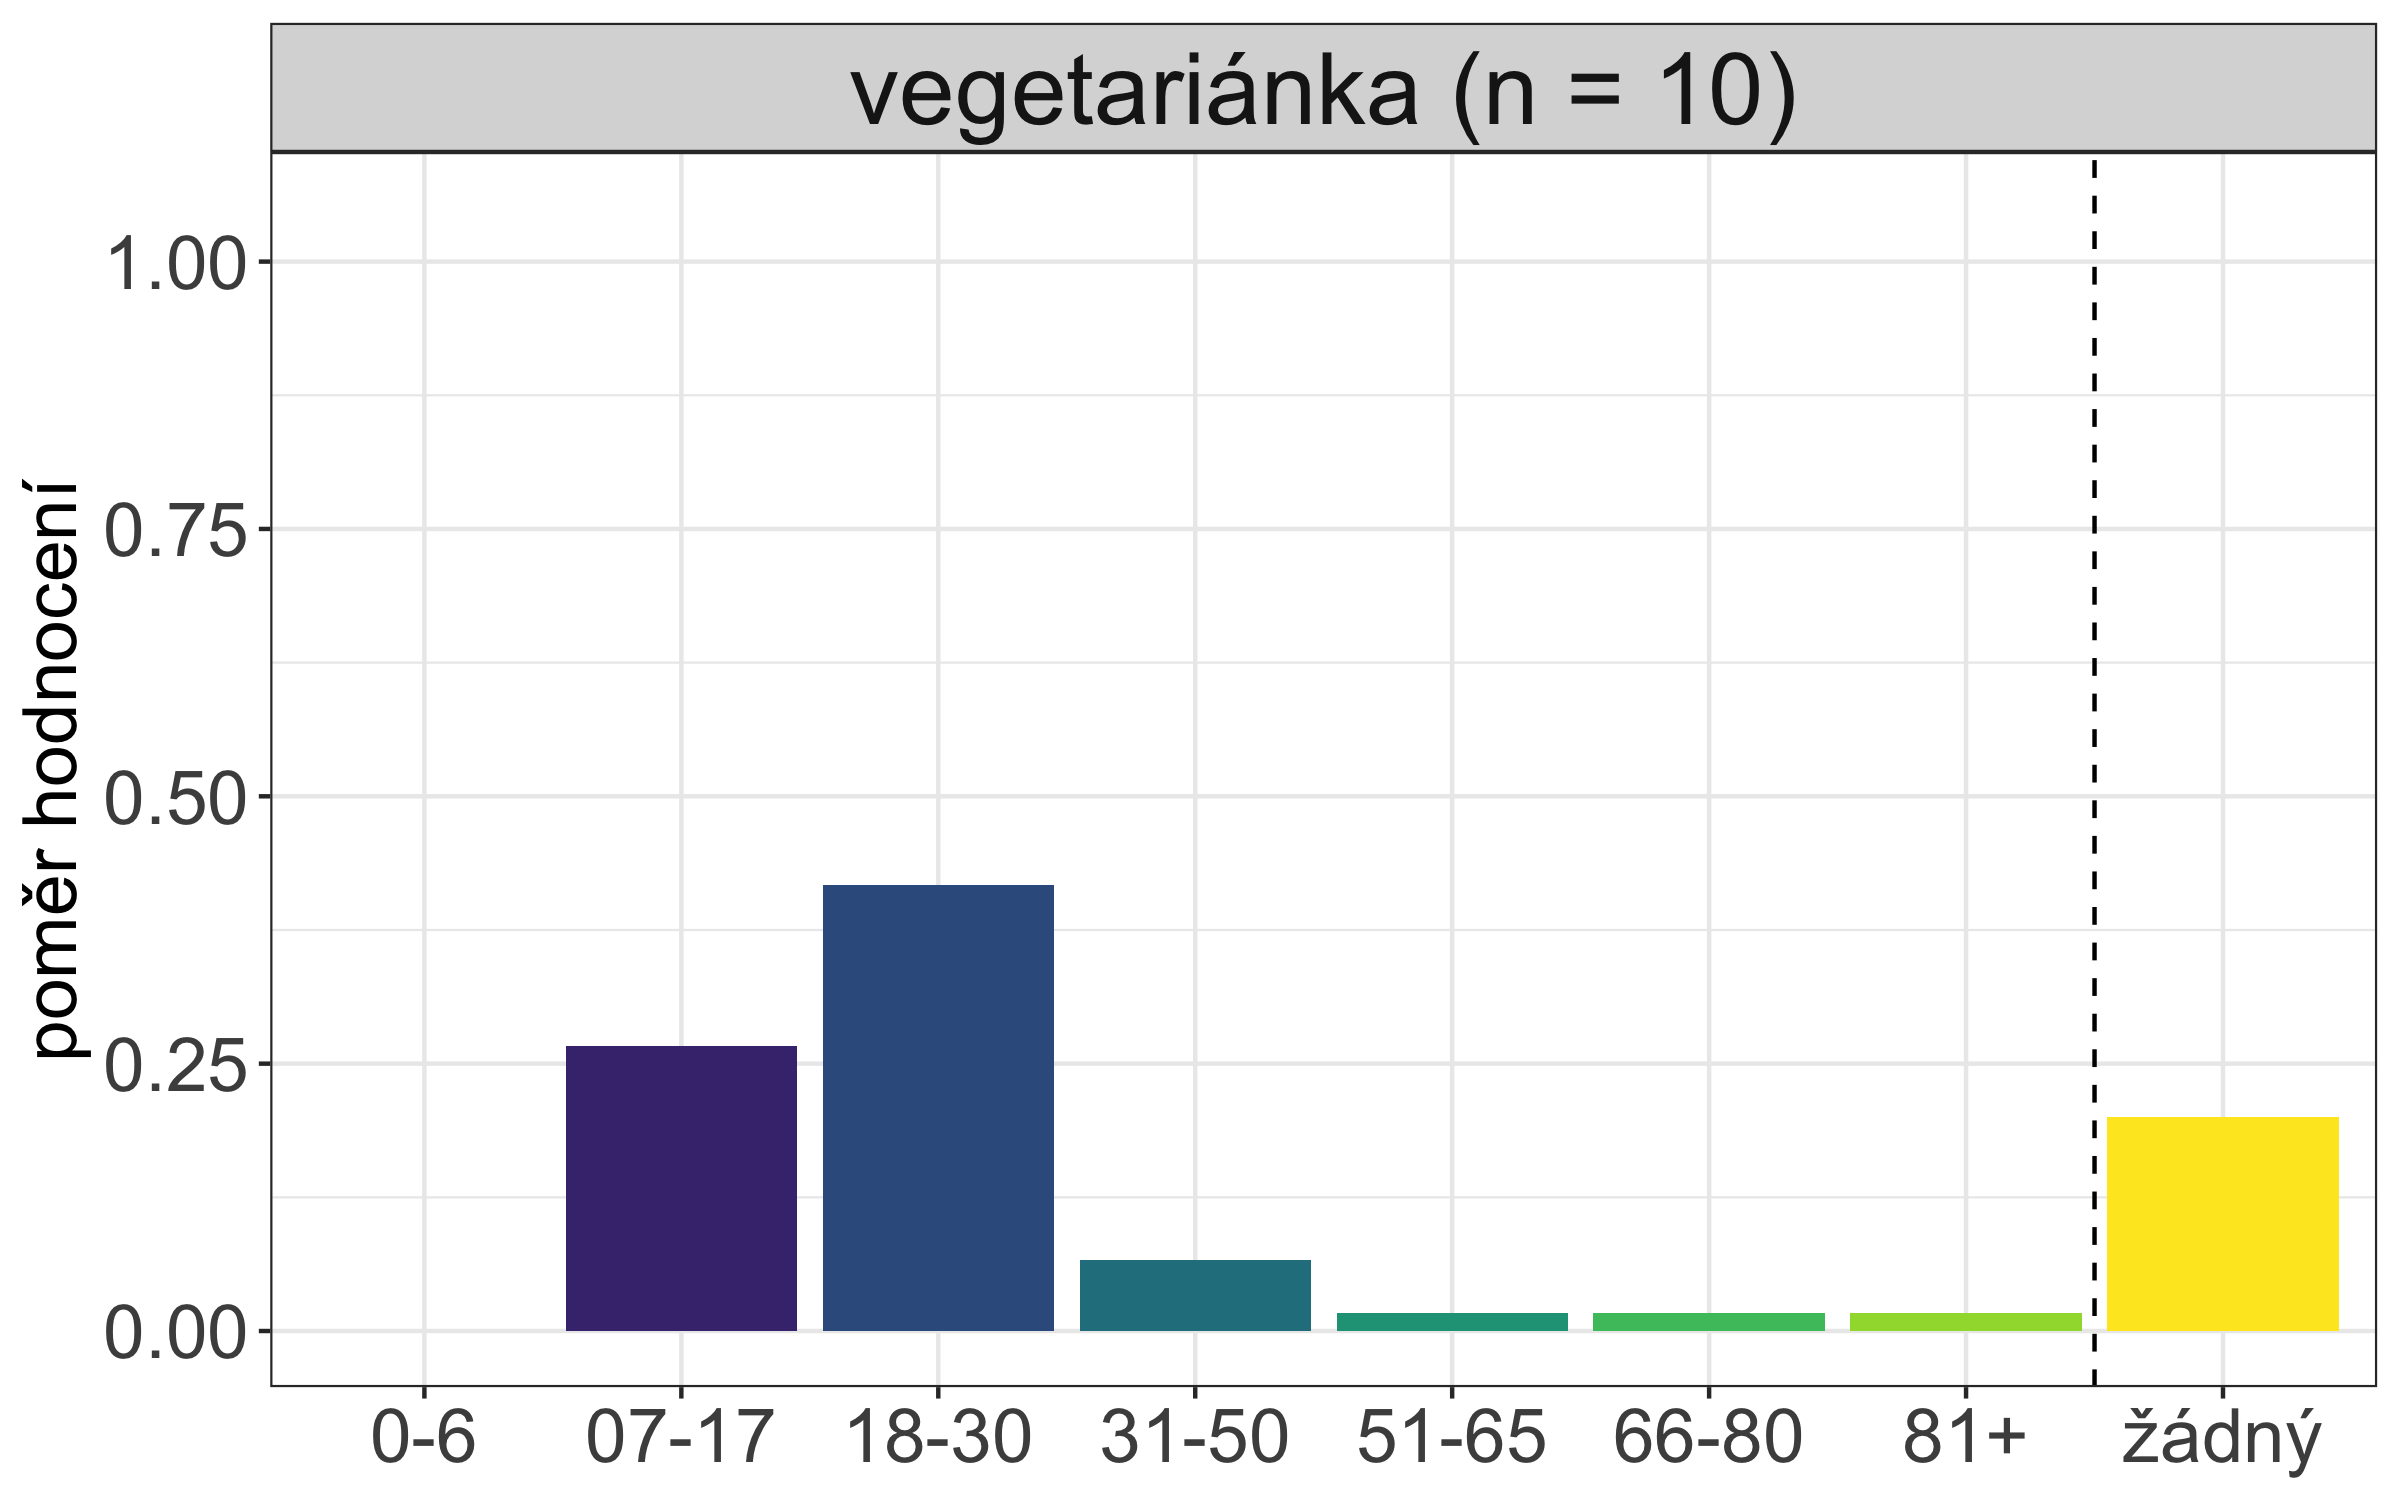 vegetariánka (n = 10)
poměr hodnocení
1.00
0.75
0.50
0.25
0.00
0-6 07-17 18-30 31-50 51-65 66-80 81+ žádný